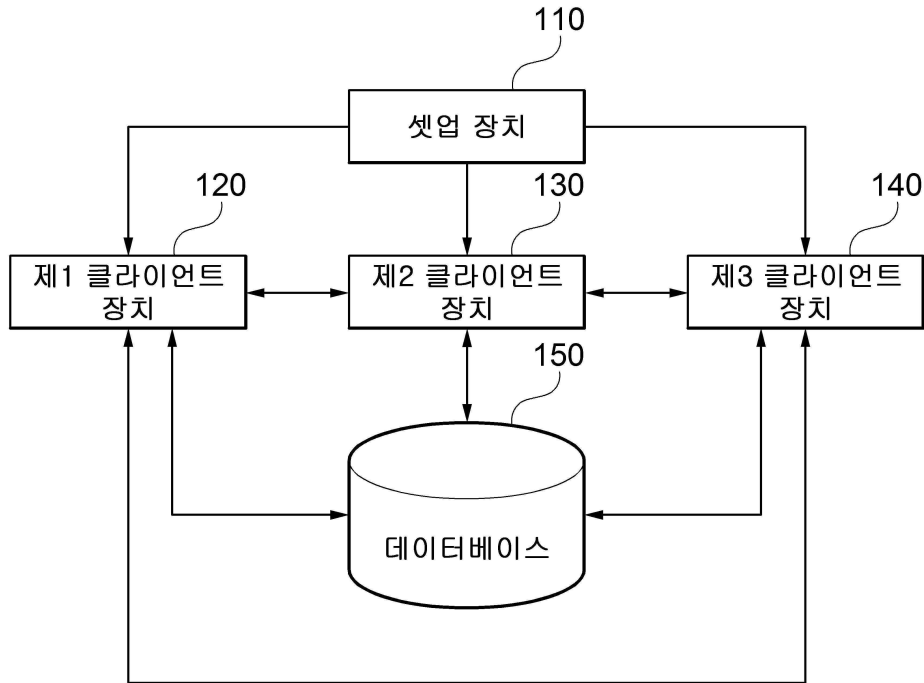 110
셋업 장치
120
130
140
제1 클라이언트
장치
제2 클라이언트
장치
제3 클라이언트
장치
150
데이터베이스